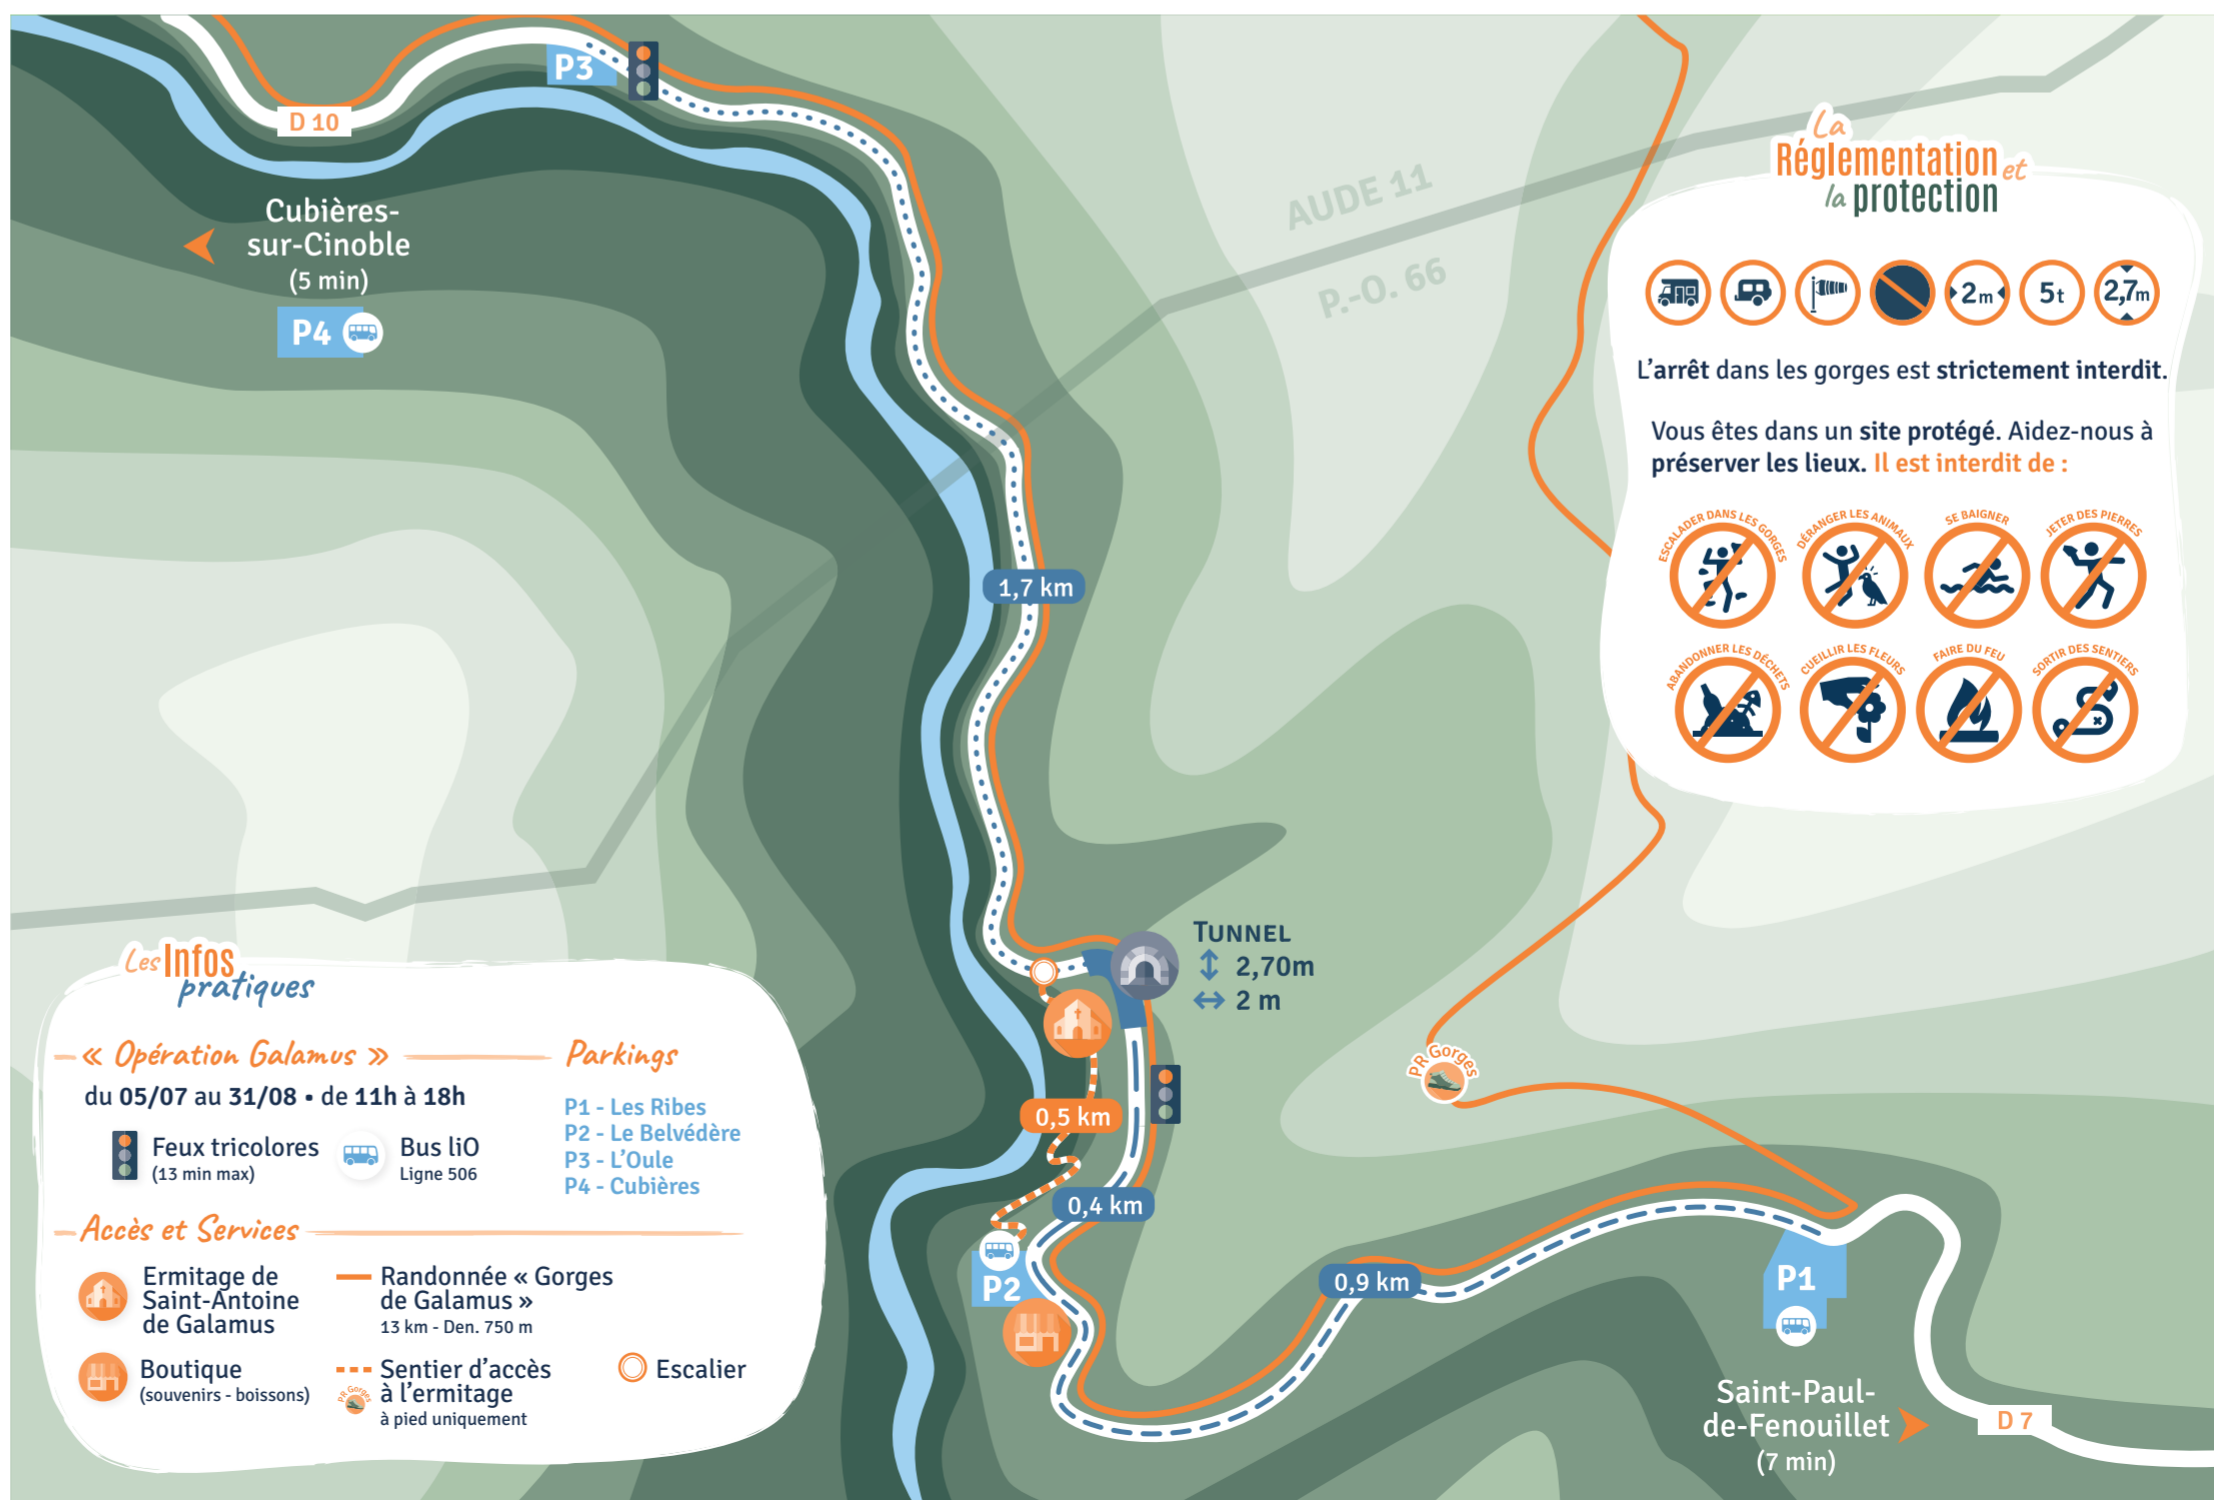 P3
D 10
Cubières-
sur-Cinoble
(5 min)
P4
AUDE 11
P.-O. 66
1,7 km
TUNNEL
2,70m
2 m
0,5 km
0,4 km
P2
0,9 km
PR Gorges
P1
Saint-Paul-
de-Fenouillet
(7 min)
D 7
La
Réglementation et
la protection
2m
5t
2,7m
L'arrêt dans les gorges est strictement interdit.
Vous êtes dans un site protégé. Aidez-nous à
préserver les lieux. Il est interdit de :
ESCALADER DANS LES GORGES
DÉRANGER LES ANIMAUX
SE BAIGNER
JETER DES PIERRES
ABANDONNER LES DÉCHETS
CUEILLIR LES FLEURS
FAIRE DU FEU
SORTIR DES SENTIERS
Les Infos
pratiques
« Opération Galamus »
du 05/07 au 31/08 • de 11h à 18h
Feux tricolores
(13 min max)
Bus liO
Ligne 506
Parkings
P1 - Les Ribes
P2 - Le Belvédère
P3 - L'Oule
P4 - Cubières
Accès et Services
Ermitage de
Saint-Antoine
de Galamus
Randonnée « Gorges
de Galamus »
13 km - Den. 750 m
Boutique
(souvenirs - boissons)
Sentier d'accès
à l'ermitage
à pied uniquement
PR Gorges
Escalier